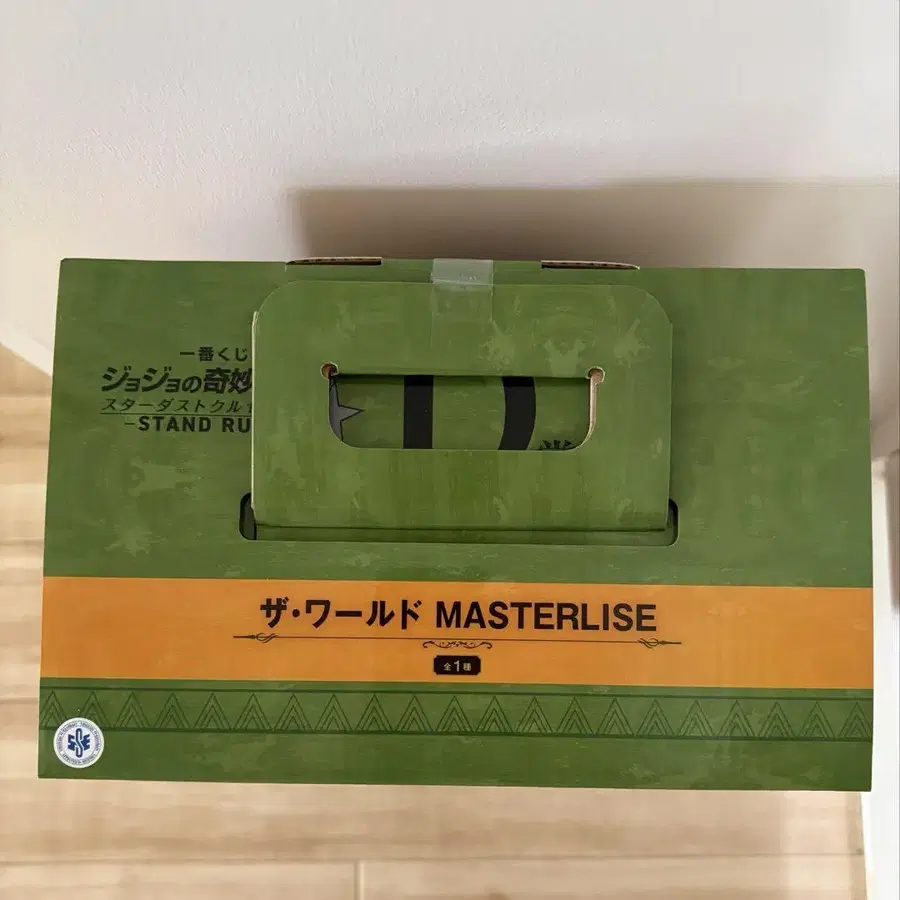 一番くじ
ジョジョの奇妙
スターダストクル
-STAND RU
D
ザ・ワールド MASTERLISE
全1種